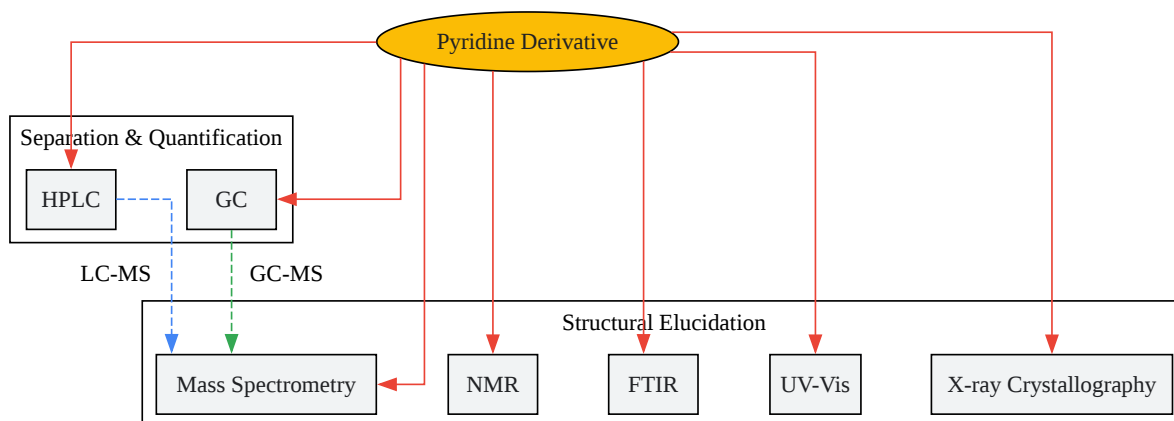 Pyridine Derivative
Separation & Quantification
HPLC
GC
LC-MS
GC-MS
Structural Elucidation
Mass Spectrometry
NMR
FTIR
UV-Vis
X-ray Crystallography